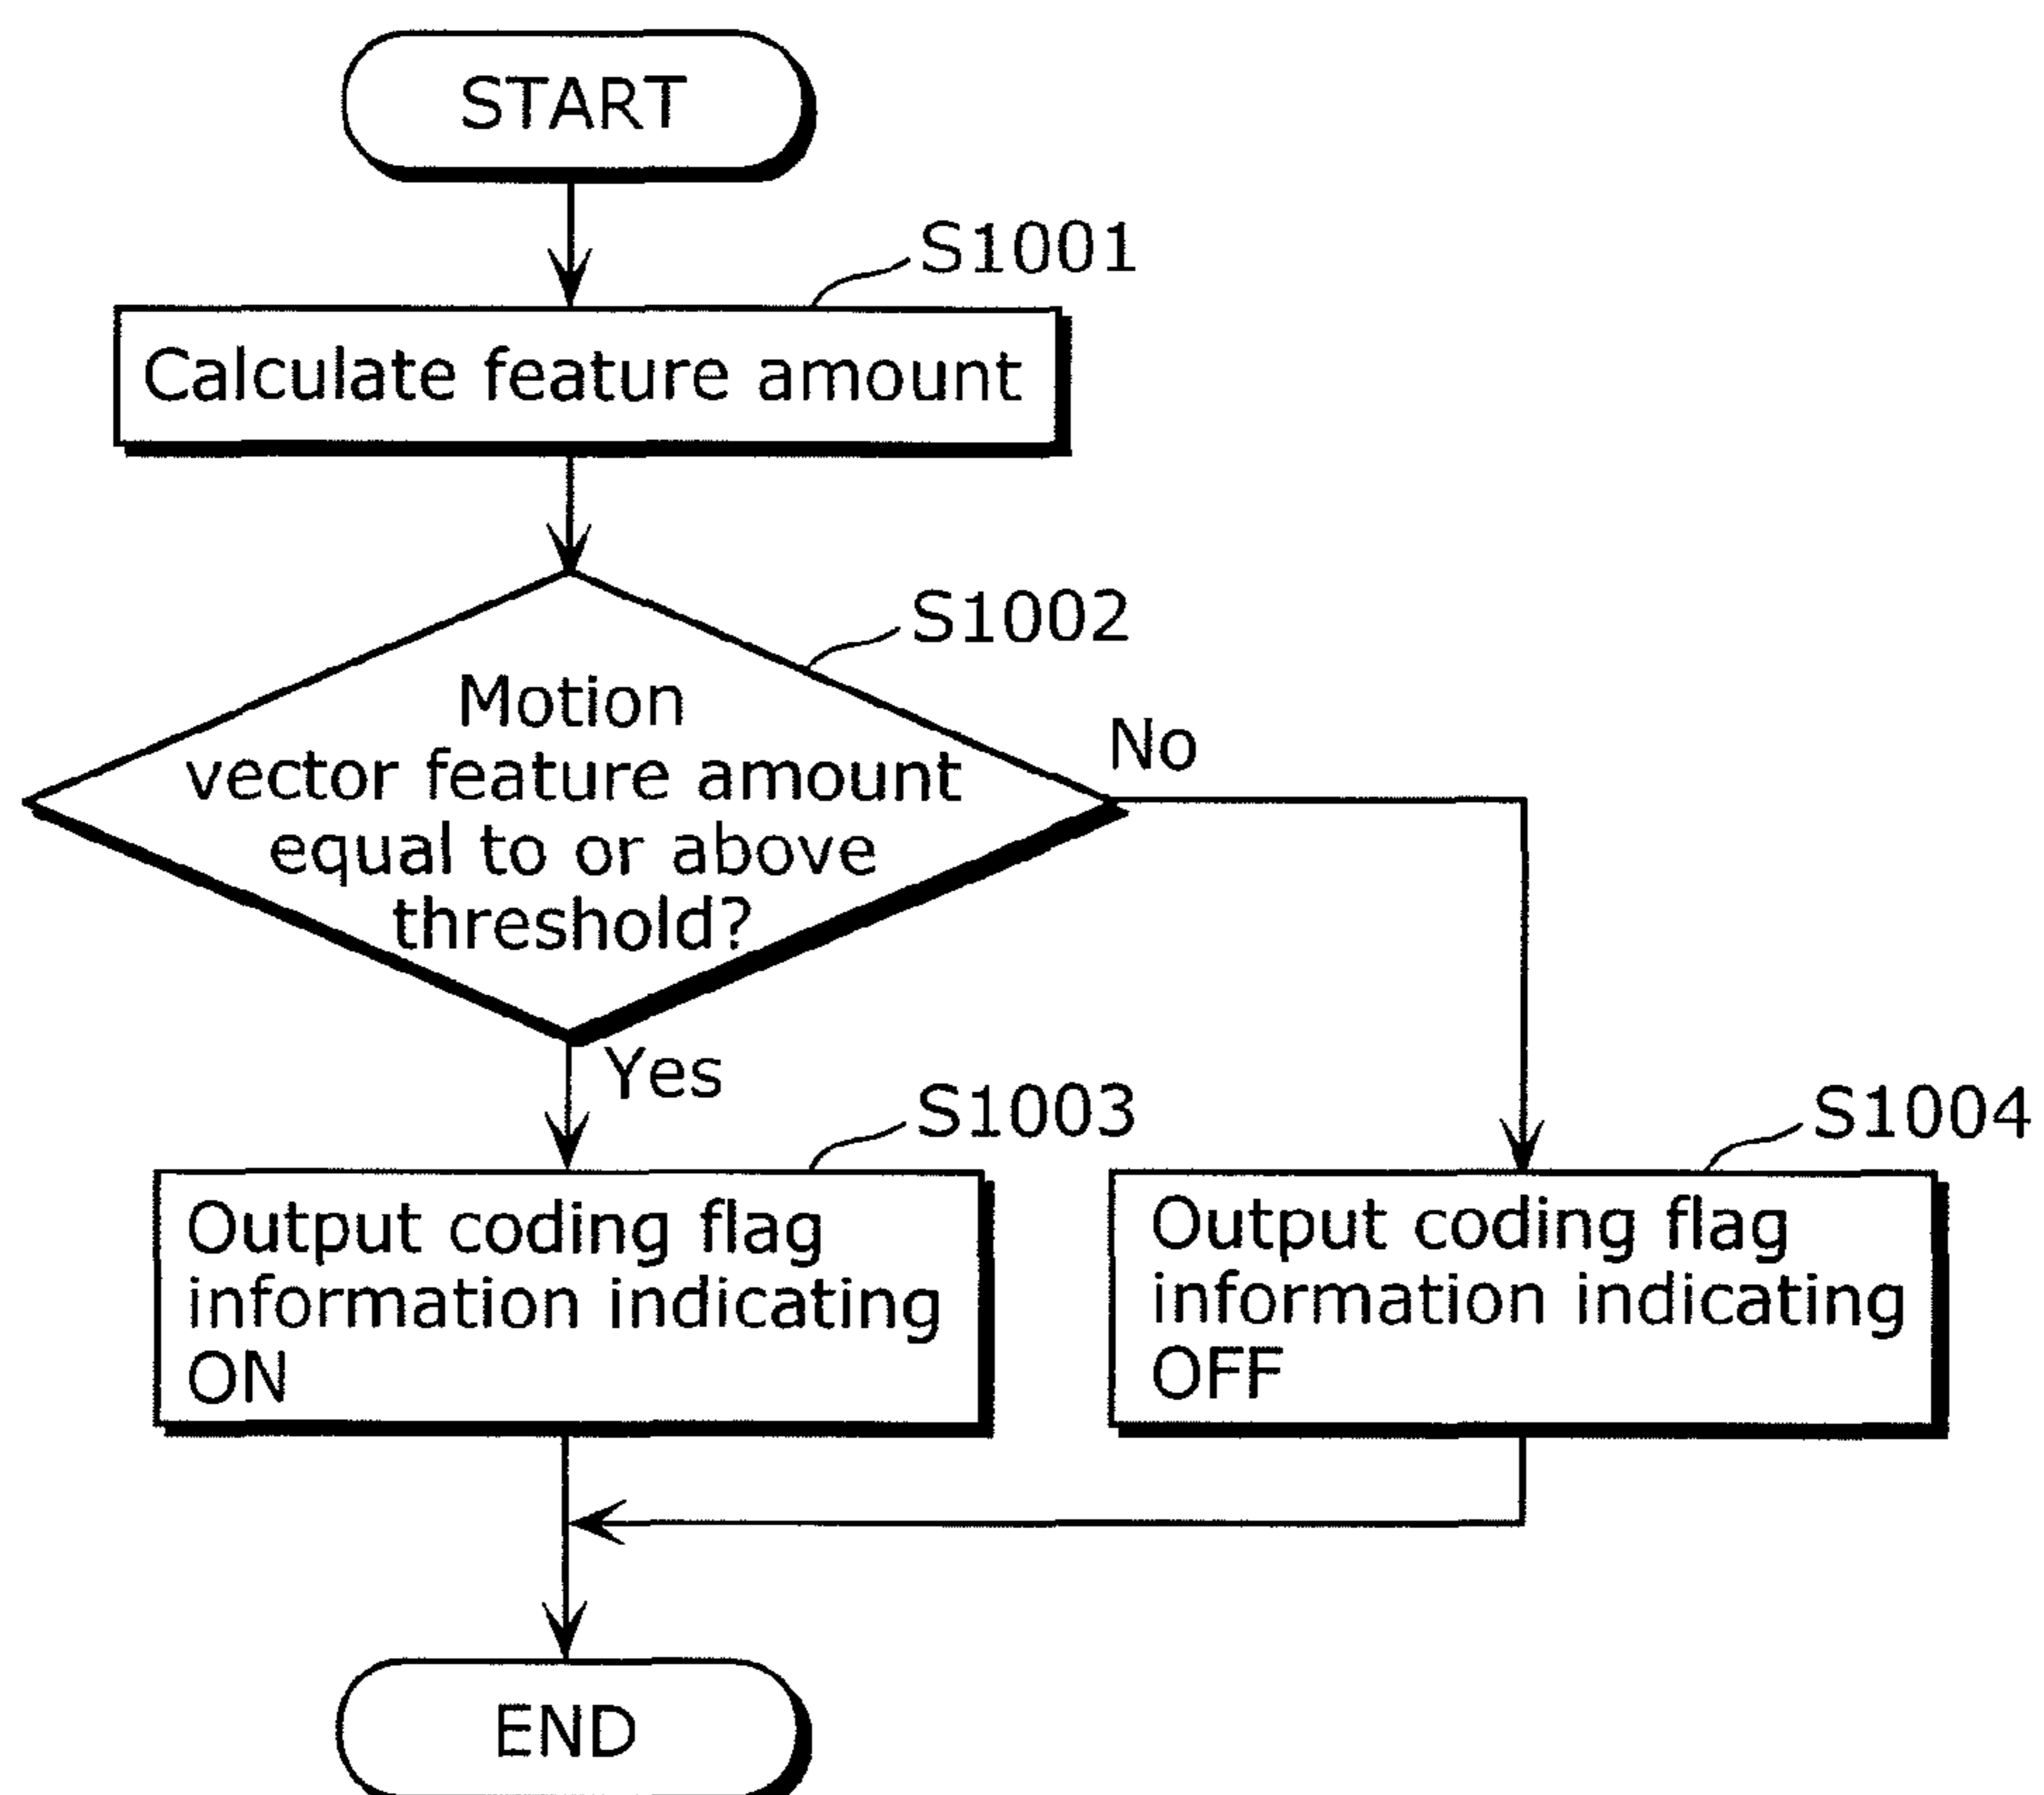 START
S1001
Calculate feature amount
S1002
Motion
vector feature amount
equal to or above
threshold?
No
Yes
S1003
Output coding flag
information indicating
ON
S1004
Output coding flag
information indicating
OFF
END